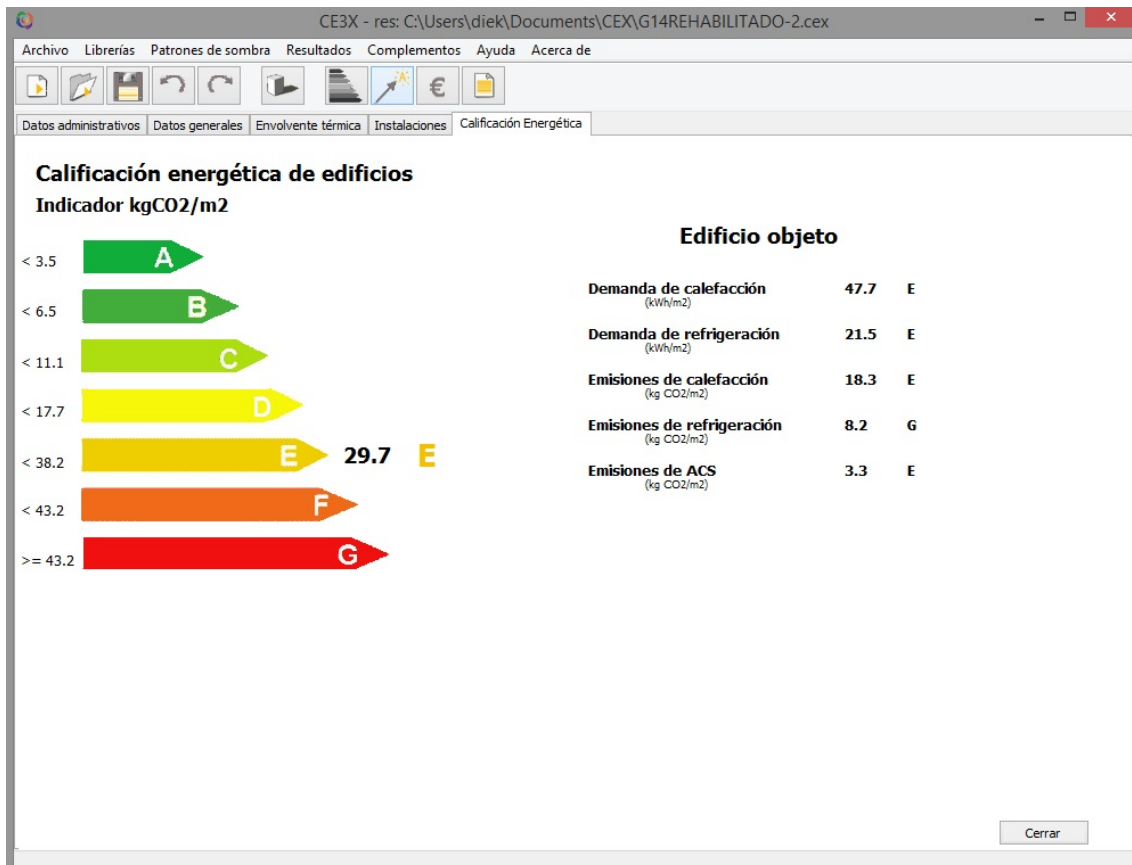 CE3X - res: C:\Users\diek\Documents\CEX\G14REHABILITADO-2.cex
Archivo Librerías Patrones de sombra Resultados Complementos Ayuda Acerca de
€
Datos administrativos Datos generales Envolvente térmica Instalaciones Calificación Energética
Calificación energética de edificios
Indicador kgCO2/m2
Edificio objeto
< 3.5 A
< 6.5 B
< 11.1 C
< 17.7 D
< 38.2 E 29.7 E
< 43.2 F
>= 43.2 G
Demanda de calefacción 47.7 E
(kWh/m2)
Demanda de refrigeración 21.5 E
(kWh/m2)
Emisiones de calefacción 18.3 E
(kg CO2/m2)
Emisiones de refrigeración 8.2 G
(kg CO2/m2)
Emisiones de ACS 3.3 E
(kg CO2/m2)
Cerrar